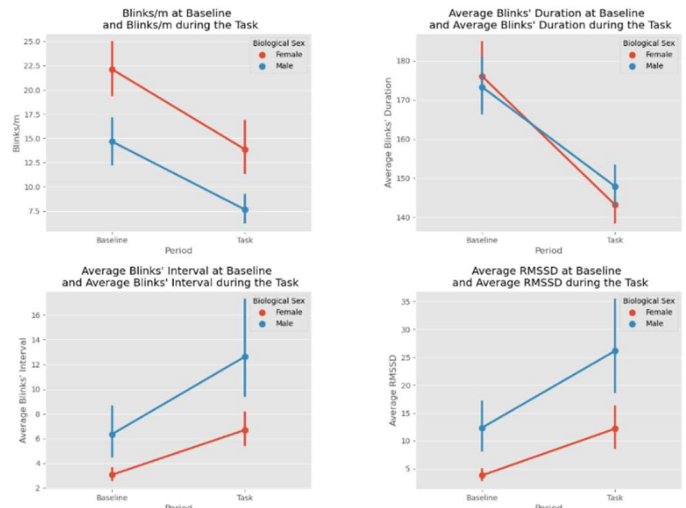 Blinks/m at Baseline
and Blinks/m during the Task
Biological Sex
Female
Male
25.0
22.5
20.0
17.5
15.0
12.5
10.0
7.5
Blinks/m
Baseline
Task
Period
Average Blinks' Duration at Baseline
and Average Blinks' Duration during the Task
Biological Sex
Female
Male
180
170
160
150
140
Average Blinks' Duration
Baseline
Task
Period
Average Blinks' Interval at Baseline
and Average Blinks' Interval during the Task
Biological Sex
Female
Male
16
14
12
10
8
6
4
2
Average Blinks' Interval
Baseline
Task
Period
Average RMSSD at Baseline
and Average RMSSD during the Task
Biological Sex
Female
Male
35
30
25
20
15
10
5
Average RMSSD
Baseline
Task
Period